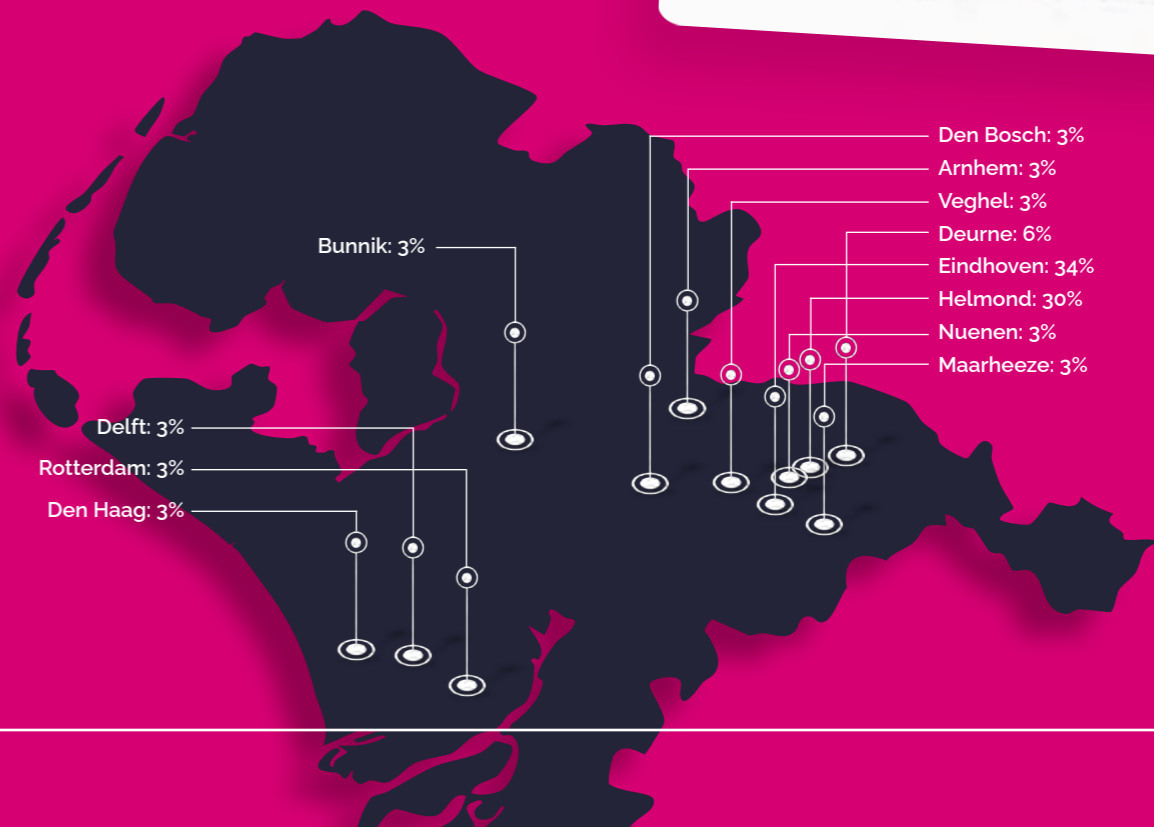 Bunnik: 3%
Delft: 3%
Rotterdam: 3%
Den Haag: 3%
Den Bosch: 3%
Arnhem: 3%
Veghel: 3%
Deurne: 6%
Eindhoven: 34%
Helmond: 30%
Nuenen: 3%
Maarheeze: 3%